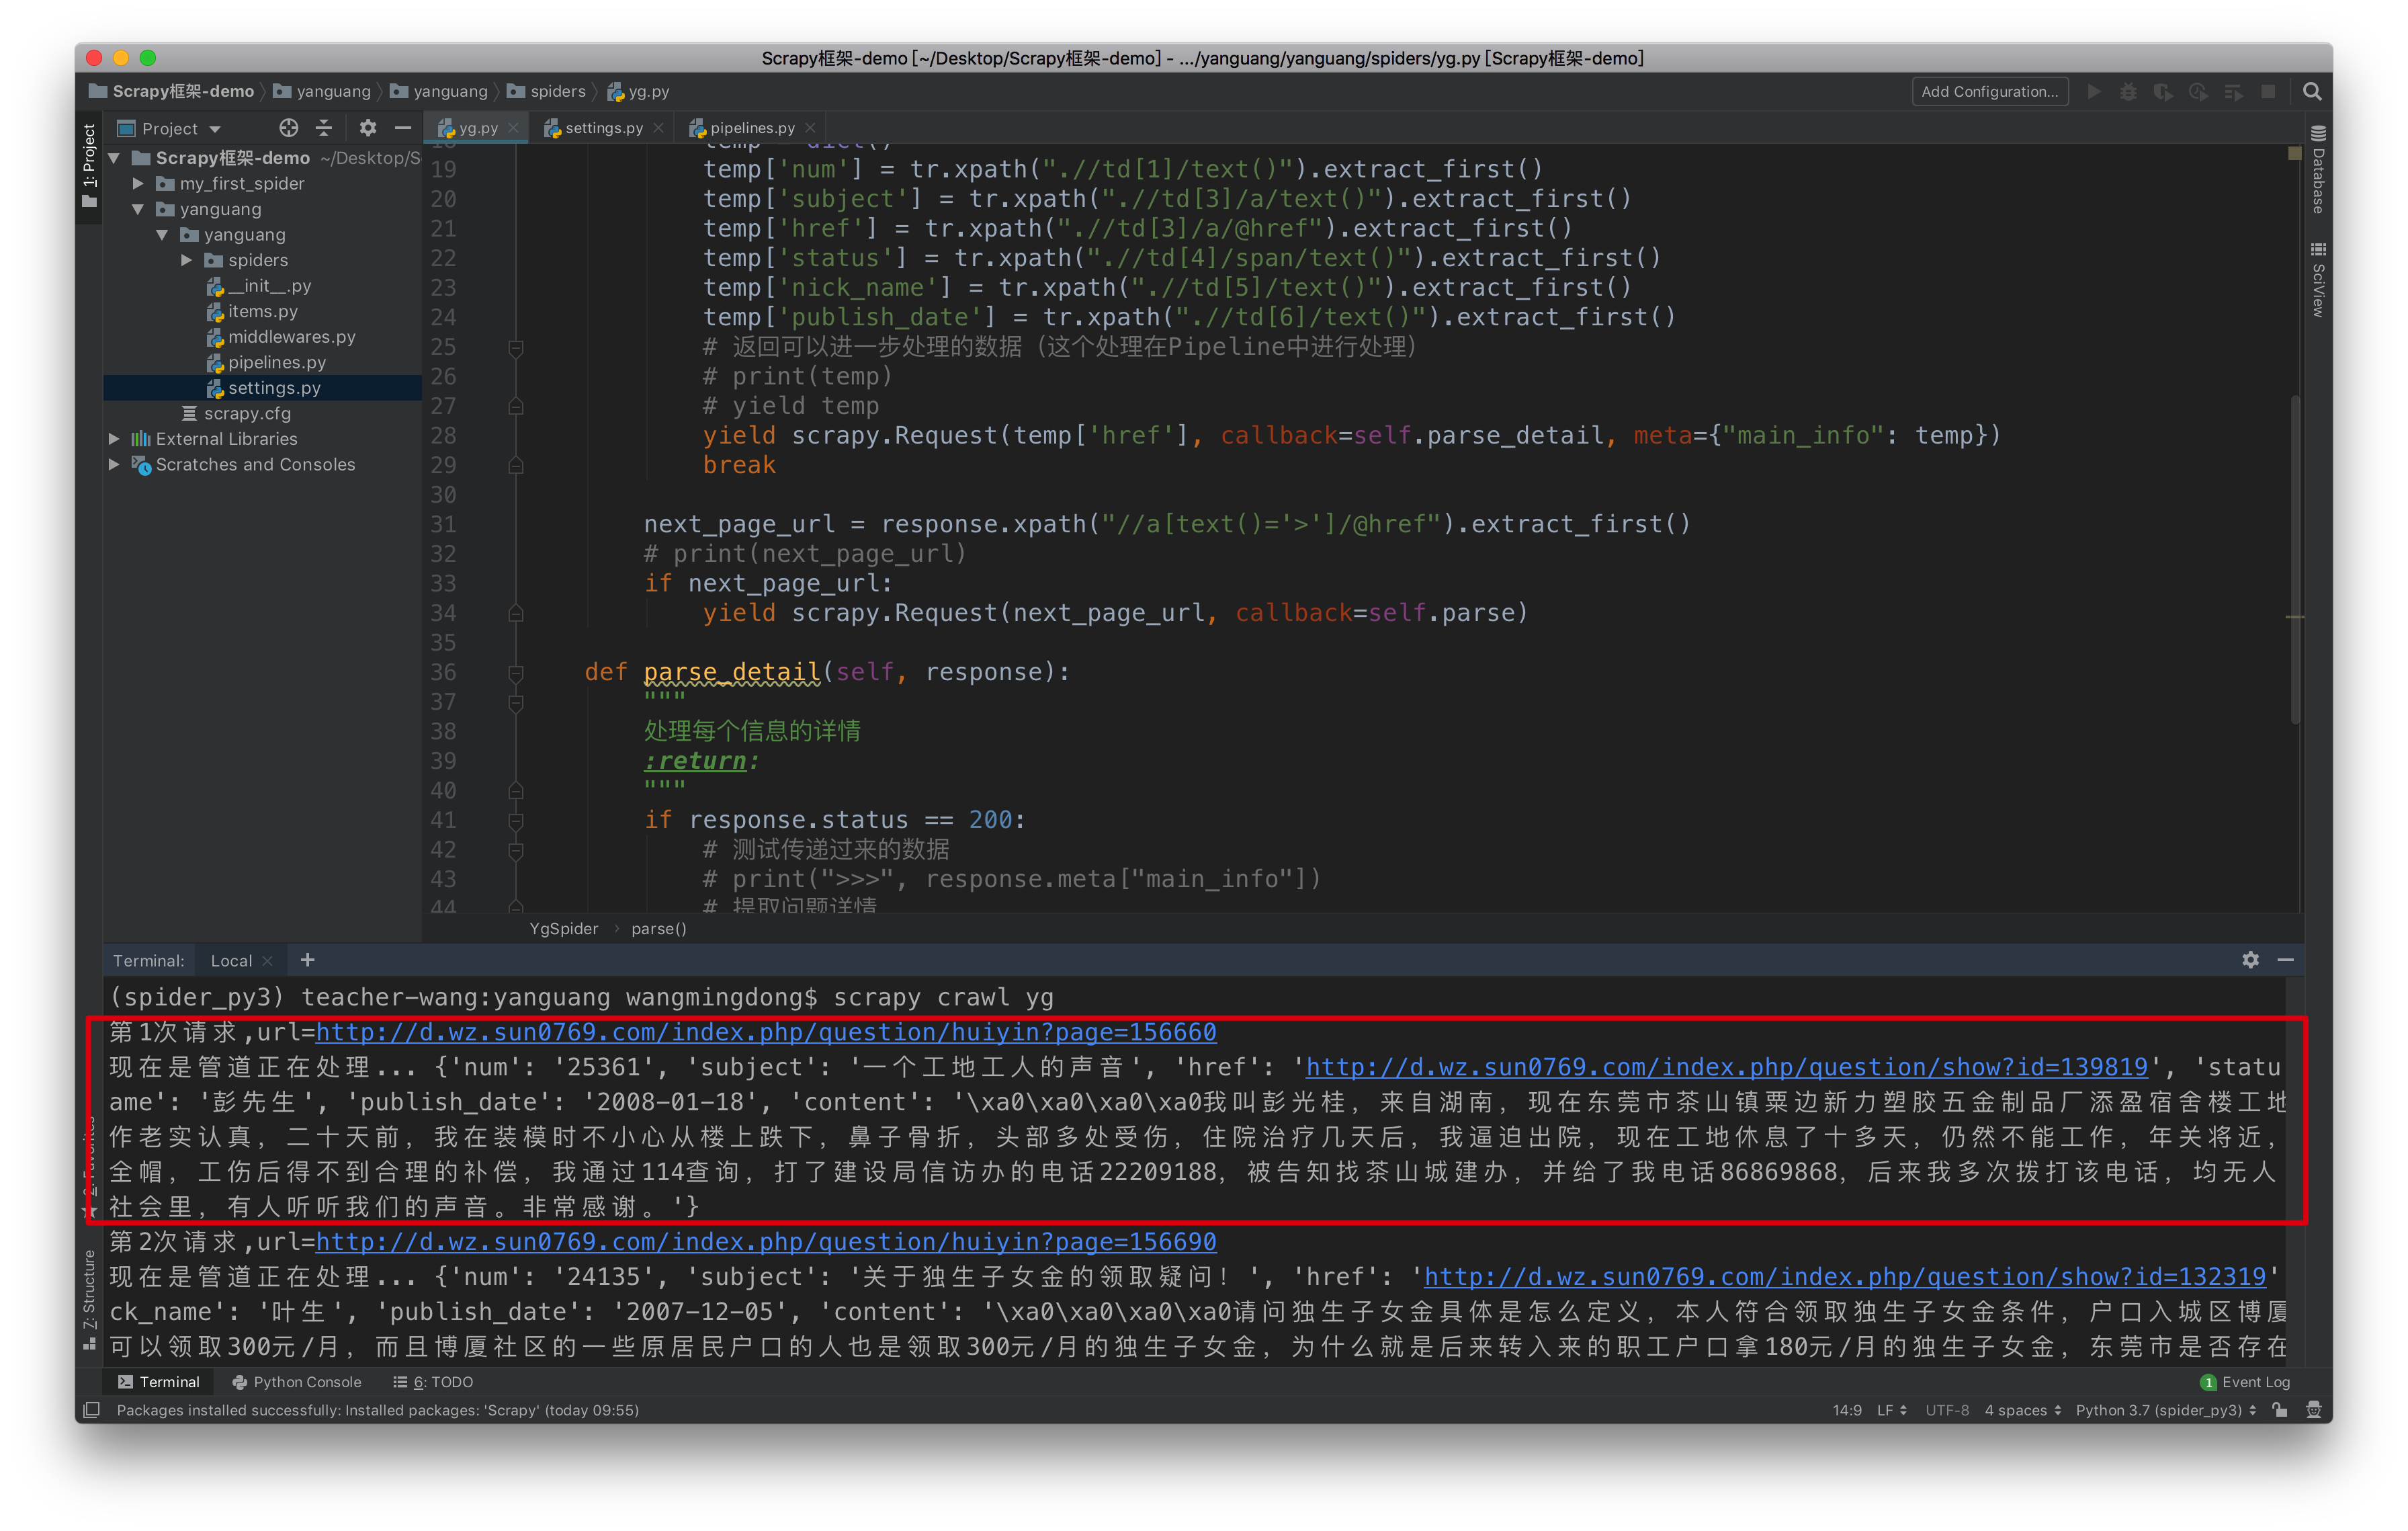 Scrapy框架-demo [~/Desktop/Scrapy框架-demo] - .../yanguang/yanguang/spiders/yg.py [Scrapy框架-demo]
Scrapy框架-demo yanguang yanguang spiders yg.py
Add Configuration...
1: Project
Project
Scrapy框架-demo ~/Desktop/S
my_first_spider
yanguang
yanguang
spiders
__init__.py
items.py
middlewares.py
pipelines.py
settings.py
scrapy.cfg
External Libraries
Scratches and Consoles
yg.py settings.py pipelines.py
18 temp = dict()
19 temp['num'] = tr.xpath(".//td[1]/text()").extract_first()
20 temp['subject'] = tr.xpath(".//td[3]/a/text()").extract_first()
21 temp['href'] = tr.xpath(".//td[3]/a/@href").extract_first()
22 temp['status'] = tr.xpath(".//td[4]/span/text()").extract_first()
23 temp['nick_name'] = tr.xpath(".//td[5]/text()").extract_first()
24 temp['publish_date'] = tr.xpath(".//td[6]/text()").extract_first()
25 # 返回可以进一步处理的数据（这个处理在Pipeline中进行处理）
26 # print(temp)
27 # yield temp
28 yield scrapy.Request(temp['href'], callback=self.parse_detail, meta={"main_info": temp})
29 break
30
31 next_page_url = response.xpath("//a[text()='>']/@href").extract_first()
32 # print(next_page_url)
33 if next_page_url:
34 yield scrapy.Request(next_page_url, callback=self.parse)
35
36 def parse_detail(self, response):
37 """
38 处理每个信息的详情
39 :return:
40 """
41 if response.status == 200:
42 # 测试传递过来的数据
43 # print(">>>", response.meta["main_info"])
44 # 提取问题详情
YgSpider parse()
Database
SciView
Terminal: Local +
(spider_py3) teacher-wang:yanguang wangmingdong$ scrapy crawl yg
第1次请求,url=http://d.wz.sun0769.com/index.php/question/huiyin?page=156660
现在是管道正在处理... {'num': '25361', 'subject': '一个工地工人的声音', 'href': 'http://d.wz.sun0769.com/index.php/question/show?id=139819', 'statu
ame': '彭先生', 'publish_date': '2008-01-18', 'content': '\xa0\xa0\xa0\xa0我叫彭光桂，来自湖南，现在东莞市茶山镇粟边新力塑胶五金制品厂添盈宿舍楼工地
作老实认真，二十天前，我在装模时不小心从楼上跌下，鼻子骨折，头部多处受伤，住院治疗几天后，我逼迫出院，现在工地休息了十多天，仍然不能工作，年关将近，
全帽，工伤后得不到合理的补偿，我通过114查询，打了建设局信访办的电话22209188，被告知找茶山城建办，并给了我电话86869868，后来我多次拨打该电话，均无人
社会里，有人听听我们的声音。非常感谢。'}
第2次请求,url=http://d.wz.sun0769.com/index.php/question/huiyin?page=156690
现在是管道正在处理... {'num': '24135', 'subject': '关于独生子女金的领取疑问！', 'href': 'http://d.wz.sun0769.com/index.php/question/show?id=132319'
ck_name': '叶生', 'publish_date': '2007-12-05', 'content': '\xa0\xa0\xa0\xa0请问独生子女金具体是怎么定义，本人符合领取独生子女金条件，户口入城区博厦
可以领取300元/月，而且博厦社区的一些原居民户口的人也是领取300元/月的独生子女金，为什么就是后来转入来的职工户口拿180元/月的独生子女金，东莞市是否存在
7: Structure
Terminal Python Console 6: TODO 1 Event Log
Packages installed successfully: Installed packages: 'Scrapy' (today 09:55) 14:9 LF UTF-8 4 spaces Python 3.7 (spider_py3)